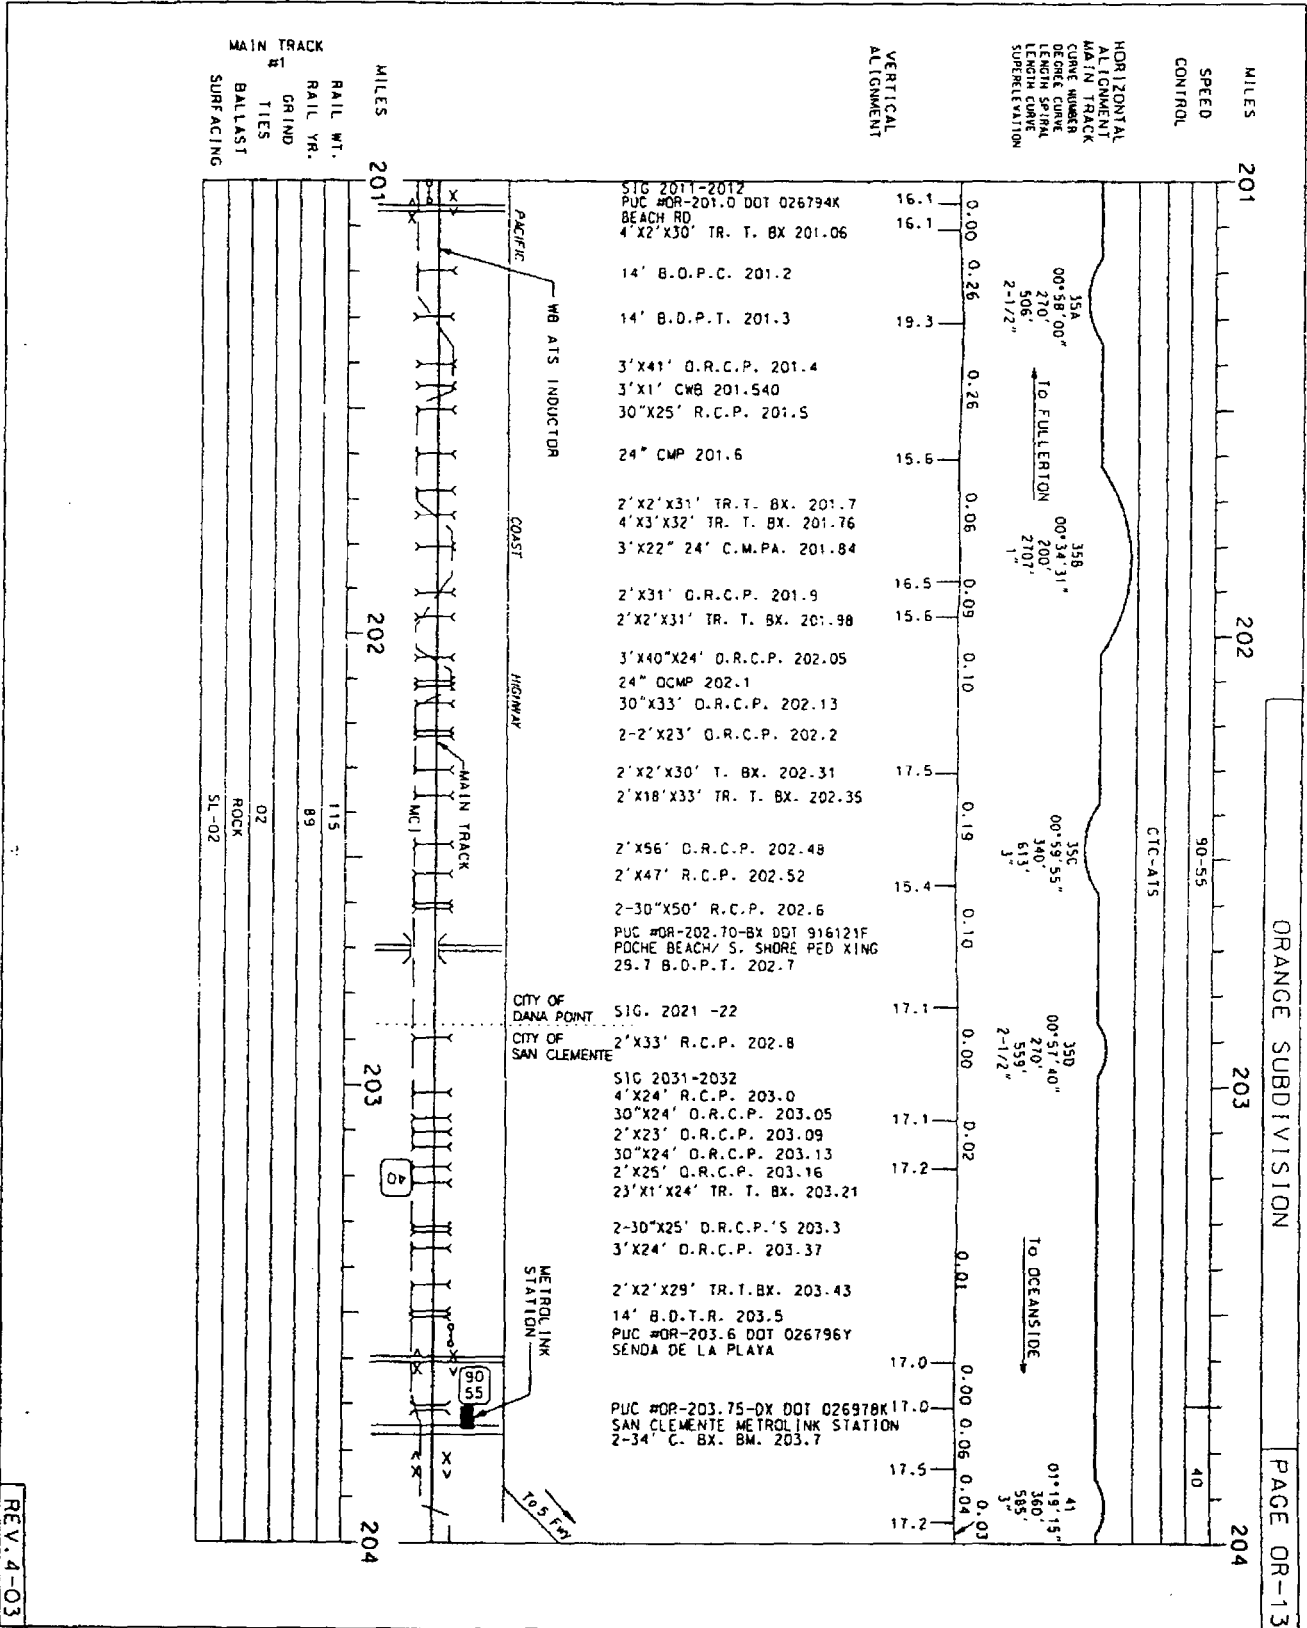 ORANGE SUBDIVISION
PAGE OR-13
MILES
201
202
203
204
SPEED
90-55
40
CONTROL
CTC-ATS
HORIZONTAL
ALIGNMENT
MAIN TRACK
CURVE NUMBER
DEGREE CURVE
LENGTH SPIRAL
LENGTH CURVE
SUPERELEVATION
35A
00°58'00"
270'
506'
2-1/2"
35B
00°34'31"
200'
2707'
1"
35C
00°59'55"
340'
613'
3"
35D
00°57'40"
270'
559'
2-1/2"
41
01°19'15"
360'
585'
3"
To FULLERTON
To OCEANSIDE
VERTICAL
ALIGNMENT
0.00
0.26
0.26
0.06
0.09
0.10
0.19
0.10
0.00
0.02
0.01
0.00
0.06
0.04
0.03
16.1
16.1
19.3
15.6
16.5
15.6
17.5
15.4
17.1
17.1
17.2
17.0
17.0
17.5
17.2
SIG 2011-2012
PUC #OR-201.0 DOT 026794K
BEACH RD
4'X2'X30' TR. T. BX 201.06
14' B.O.P.C. 201.2
14' B.D.P.T. 201.3
3'X41' O.R.C.P. 201.4
3'X1' CWB 201.540
30"X25' R.C.P. 201.5
24" CMP 201.6
2'X2'X31' TR.T. BX. 201.7
4'X3'X32' TR. T. BX. 201.76
3'X22" 24' C.M.PA. 201.84
2'X31' O.R.C.P. 201.9
2'X2'X31' TR. T. BX. 201.98
3'X40"X24' O.R.C.P. 202.05
24" OCMP 202.1
30"X33' O.R.C.P. 202.13
2-2'X23' O.R.C.P. 202.2
2'X2'X30' T. BX. 202.31
2'X18'X33' TR. T. BX. 202.35
2'X56' O.R.C.P. 202.48
2'X47' R.C.P. 202.52
2-30"X50' R.C.P. 202.6
PUC #OR-202.70-BX DOT 916121F
POCHE BEACH/ S. SHORE PED XING
29.7 B.O.P.T. 202.7
SIG. 2021 -22
2'X33' R.C.P. 202.8
SIG 2031-2032
4'X24' R.C.P. 203.0
30"X24' O.R.C.P. 203.05
2'X23' O.R.C.P. 203.09
30"X24' O.R.C.P. 203.13
2'X25' O.R.C.P. 203.16
23'X1'X24' TR. T. BX. 203.21
2-30"X25' O.R.C.P.'S 203.3
3'X24' O.R.C.P. 203.37
2'X2'X29' TR.T.BX. 203.43
14' B.D.T.R. 203.5
PUC #OR-203.6 DOT 026796Y
SENDA DE LA PLAYA
PUC #OR-203.75-DX DOT 026978K
SAN CLEMENTE METROLINK STATION
2-34' C. BX. BM. 203.7
PACIFIC
COAST
HIGHWAY
WB ATS INDUCTOR
MAIN TRACK
MCI
CITY OF
DANA POINT
CITY OF
SAN CLEMENTE
METROLINK
STATION
90
55
40
To 5 Fwy
MILES
201
202
203
204
MAIN TRACK
#1
RAIL WT.
115
RAIL YR.
89
GRIND
TIES
02
BALLAST
ROCK
SURFACING
SL-02
REV. 4-03